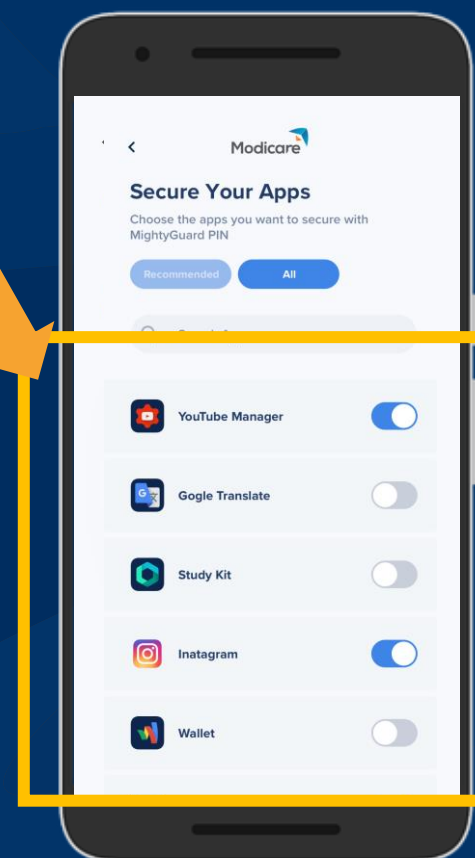 Modicare
Secure Your Apps
Choose the apps you want to secure with
MightyGuard PIN
Recommended
All
YouTube Manager
Gogle Translate
Study Kit
Inatagram
Wallet